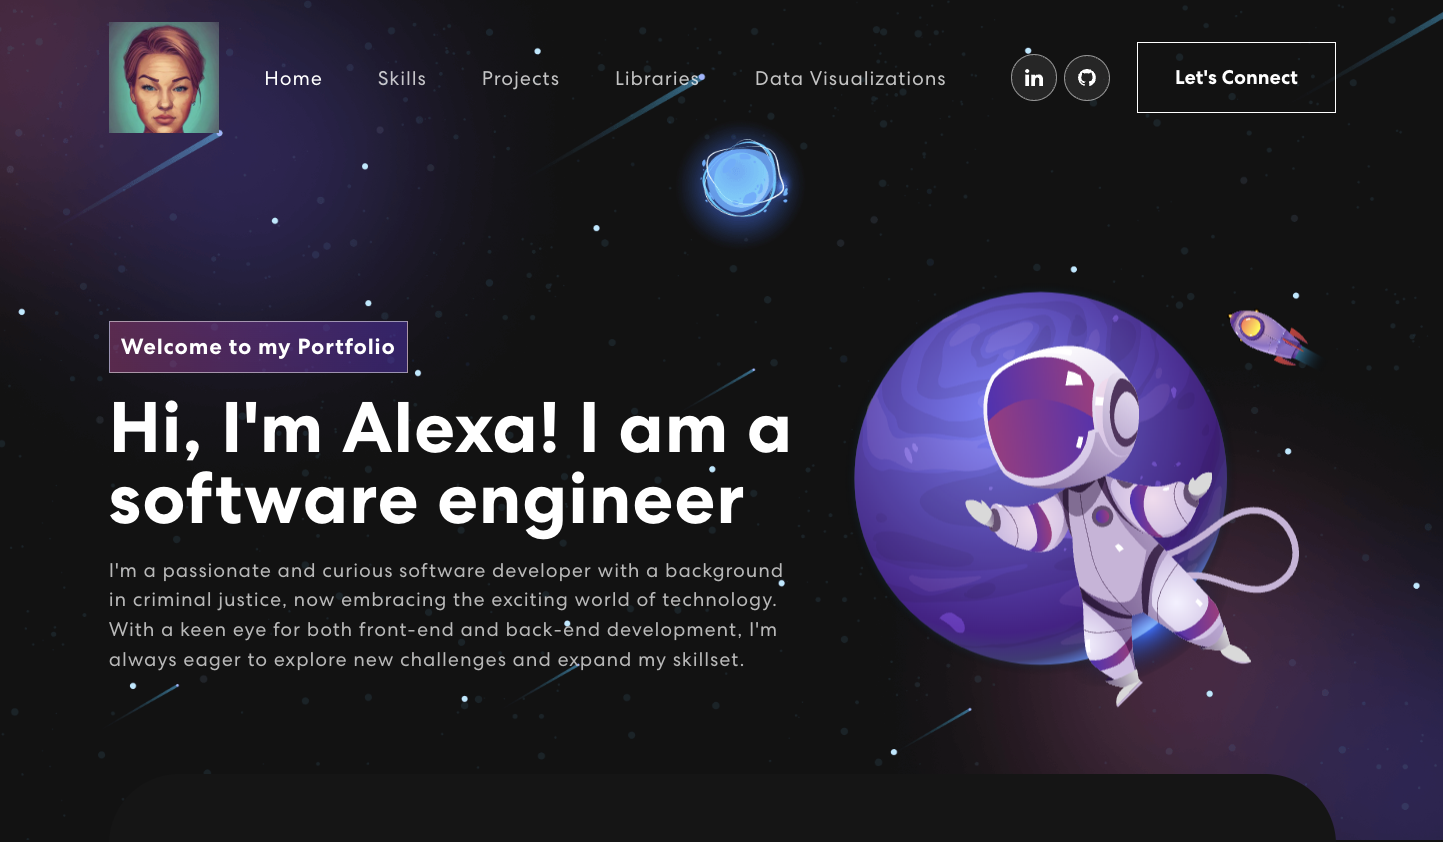 Home Skills Projects Libraries Data Visualizations in Let's Connect
Welcome to my Portfolio
Hi, I'm Alexa! I am a
software engineer
I'm a passionate and curious software developer with a background
in criminal justice, now embracing the exciting world of technology.
With a keen eye for both front-end and back-end development, I'm
always eager to explore new challenges and expand my skillset.